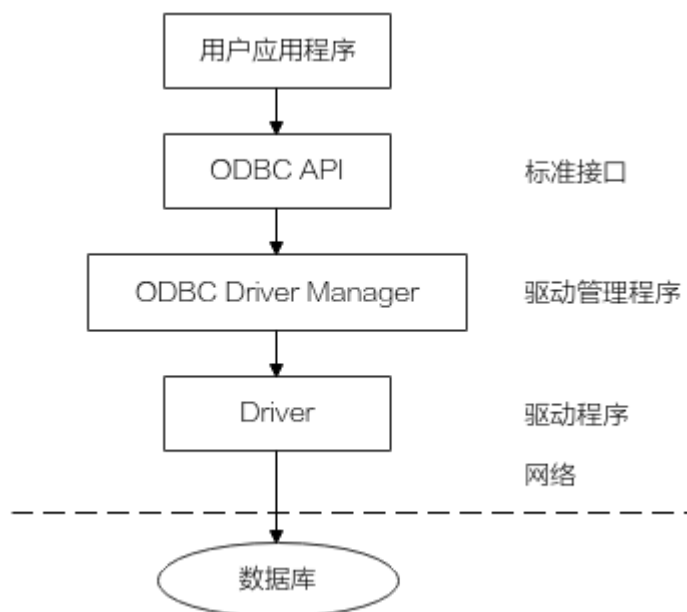 用户应用程序
ODBC API
标准接口
ODBC Driver Manager
驱动管理程序
Driver
驱动程序
网络
数据库